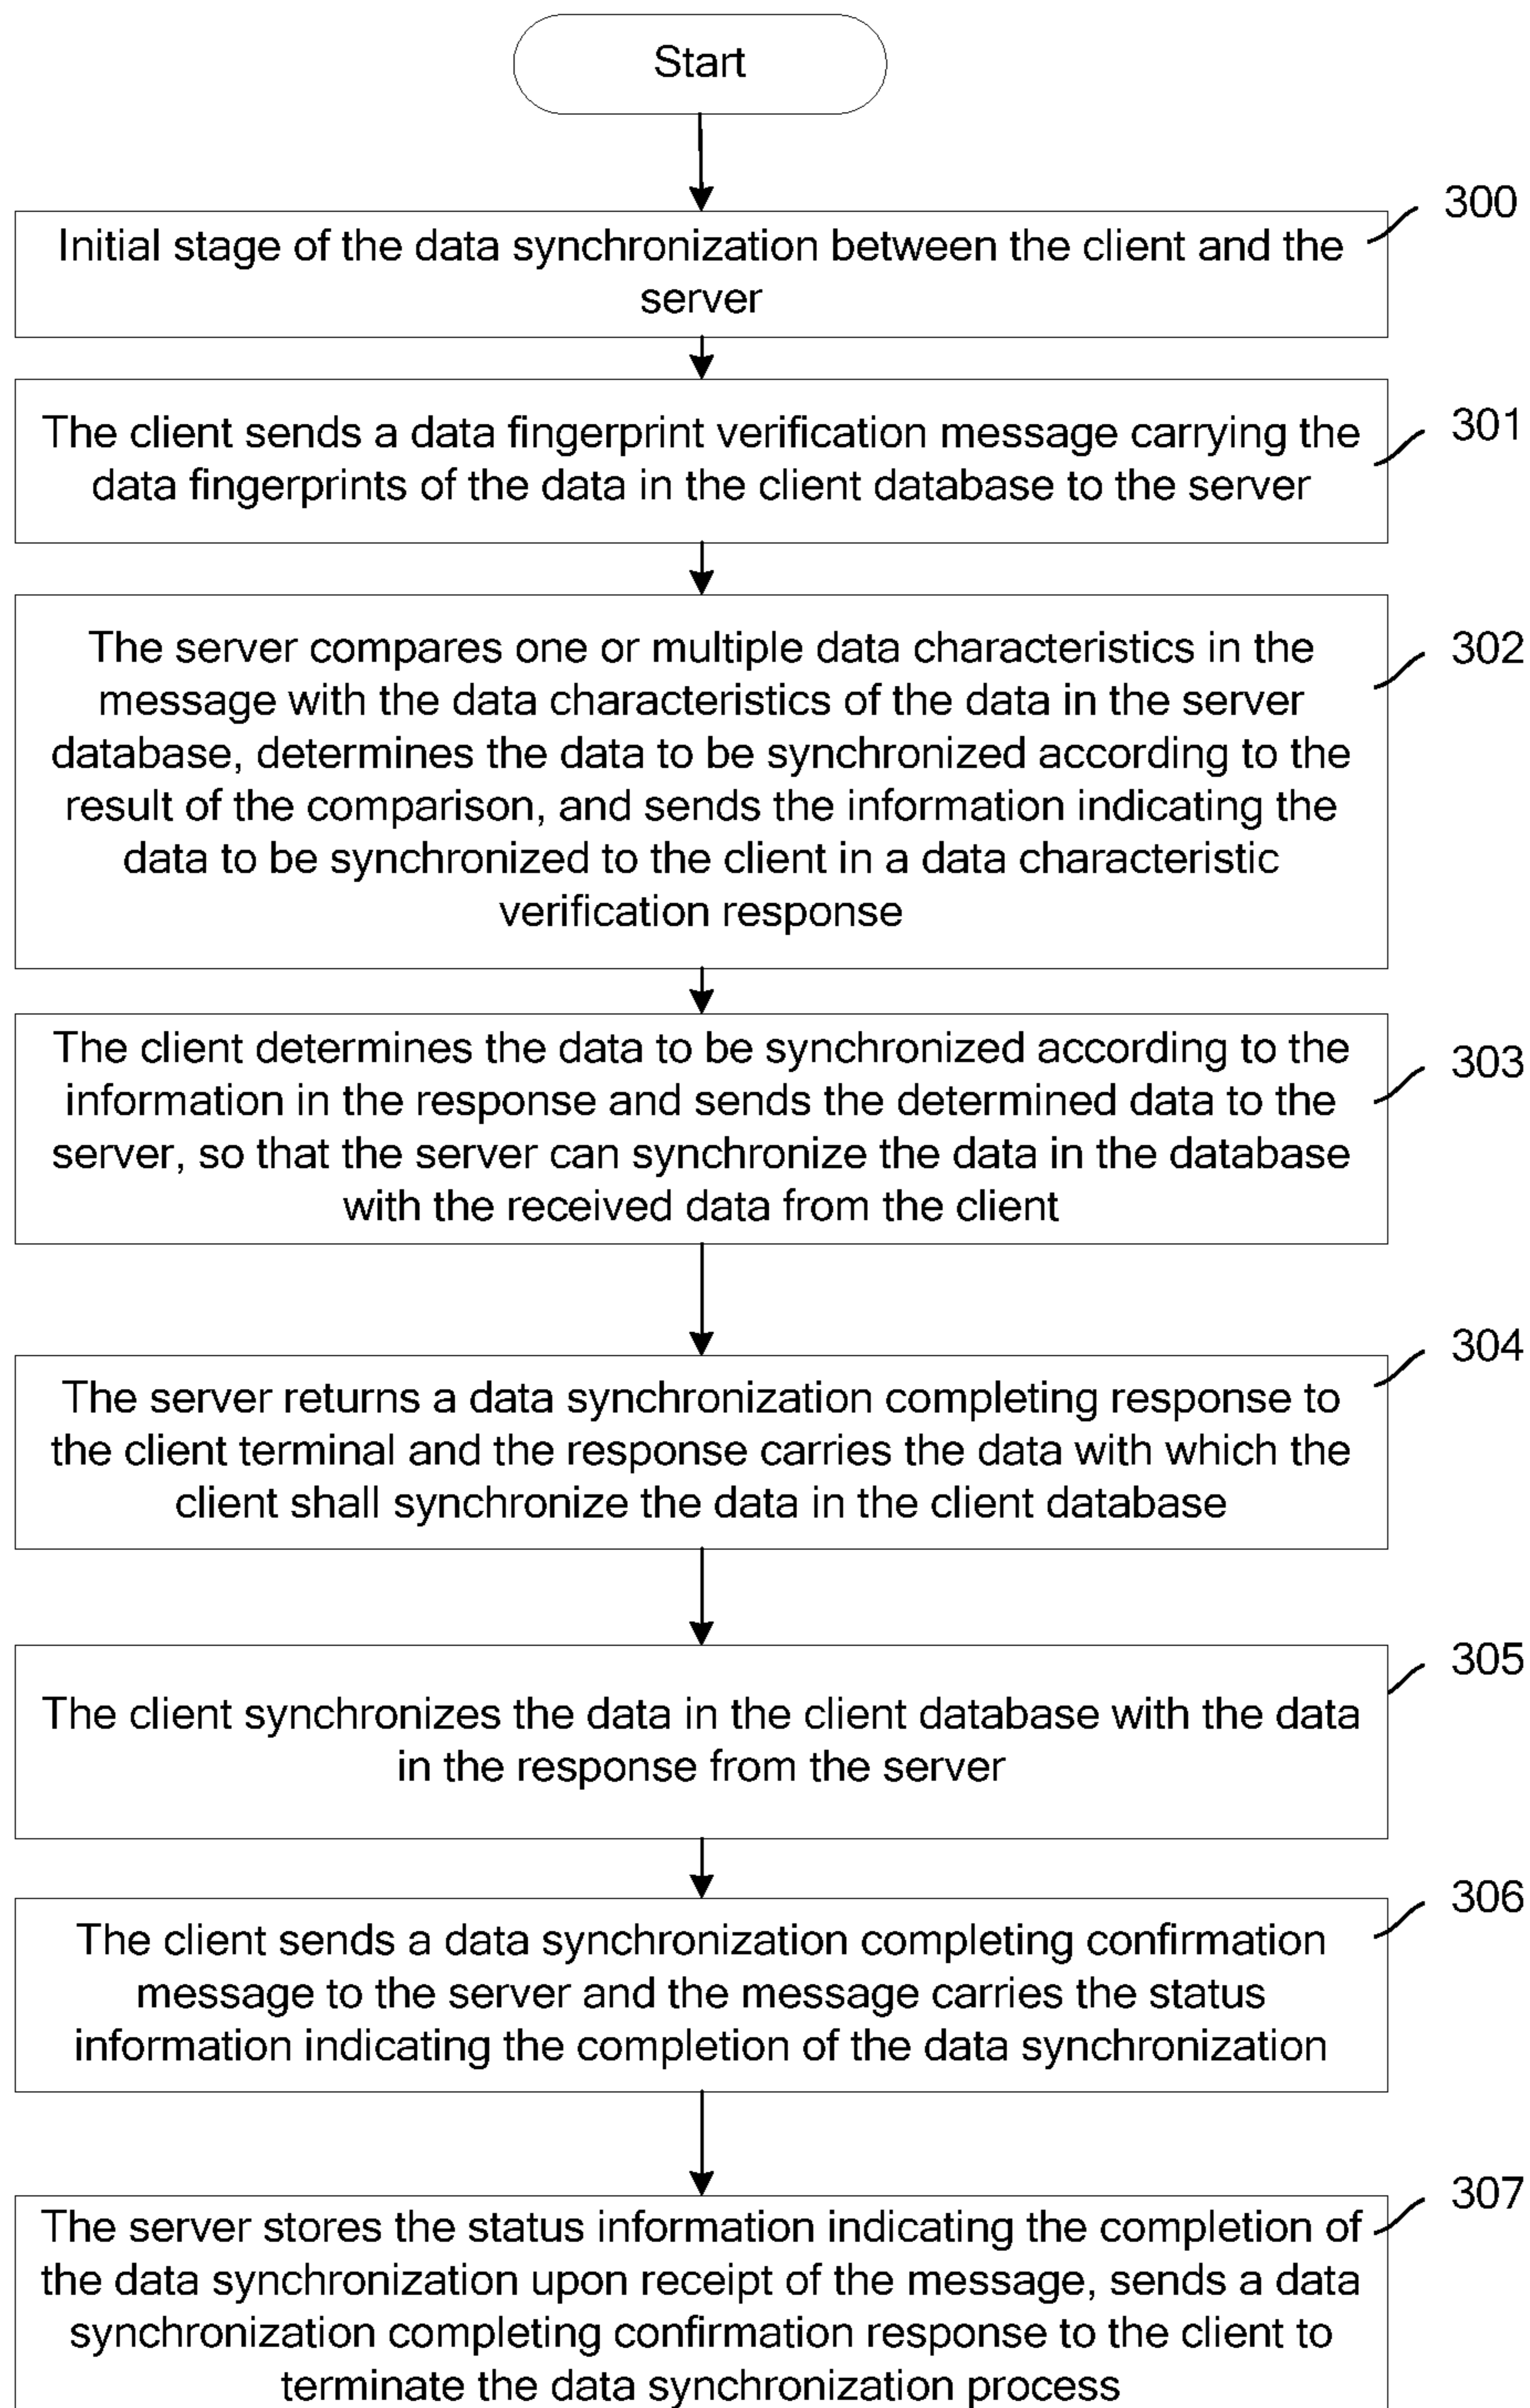 Start
300
Initial stage of the data synchronization between the client and the
server
301
The client sends a data fingerprint verification message carrying the
data fingerprints of the data in the client database to the server
302
The server compares one or multiple data characteristics in the
message with the data characteristics of the data in the server
database, determines the data to be synchronized according to the
result of the comparison, and sends the information indicating the
data to be synchronized to the client in a data characteristic
verification response
303
The client determines the data to be synchronized according to the
information in the response and sends the determined data to the
server, so that the server can synchronize the data in the database
with the received data from the client
304
The server returns a data synchronization completing response to
the client terminal and the response carries the data with which the
client shall synchronize the data in the client database
305
The client synchronizes the data in the client database with the data
in the response from the server
306
The client sends a data synchronization completing confirmation
message to the server and the message carries the status
information indicating the completion of the data synchronization
307
The server stores the status information indicating the completion of
the data synchronization upon receipt of the message, sends a data
synchronization completing confirmation response to the client to
terminate the data synchronization process